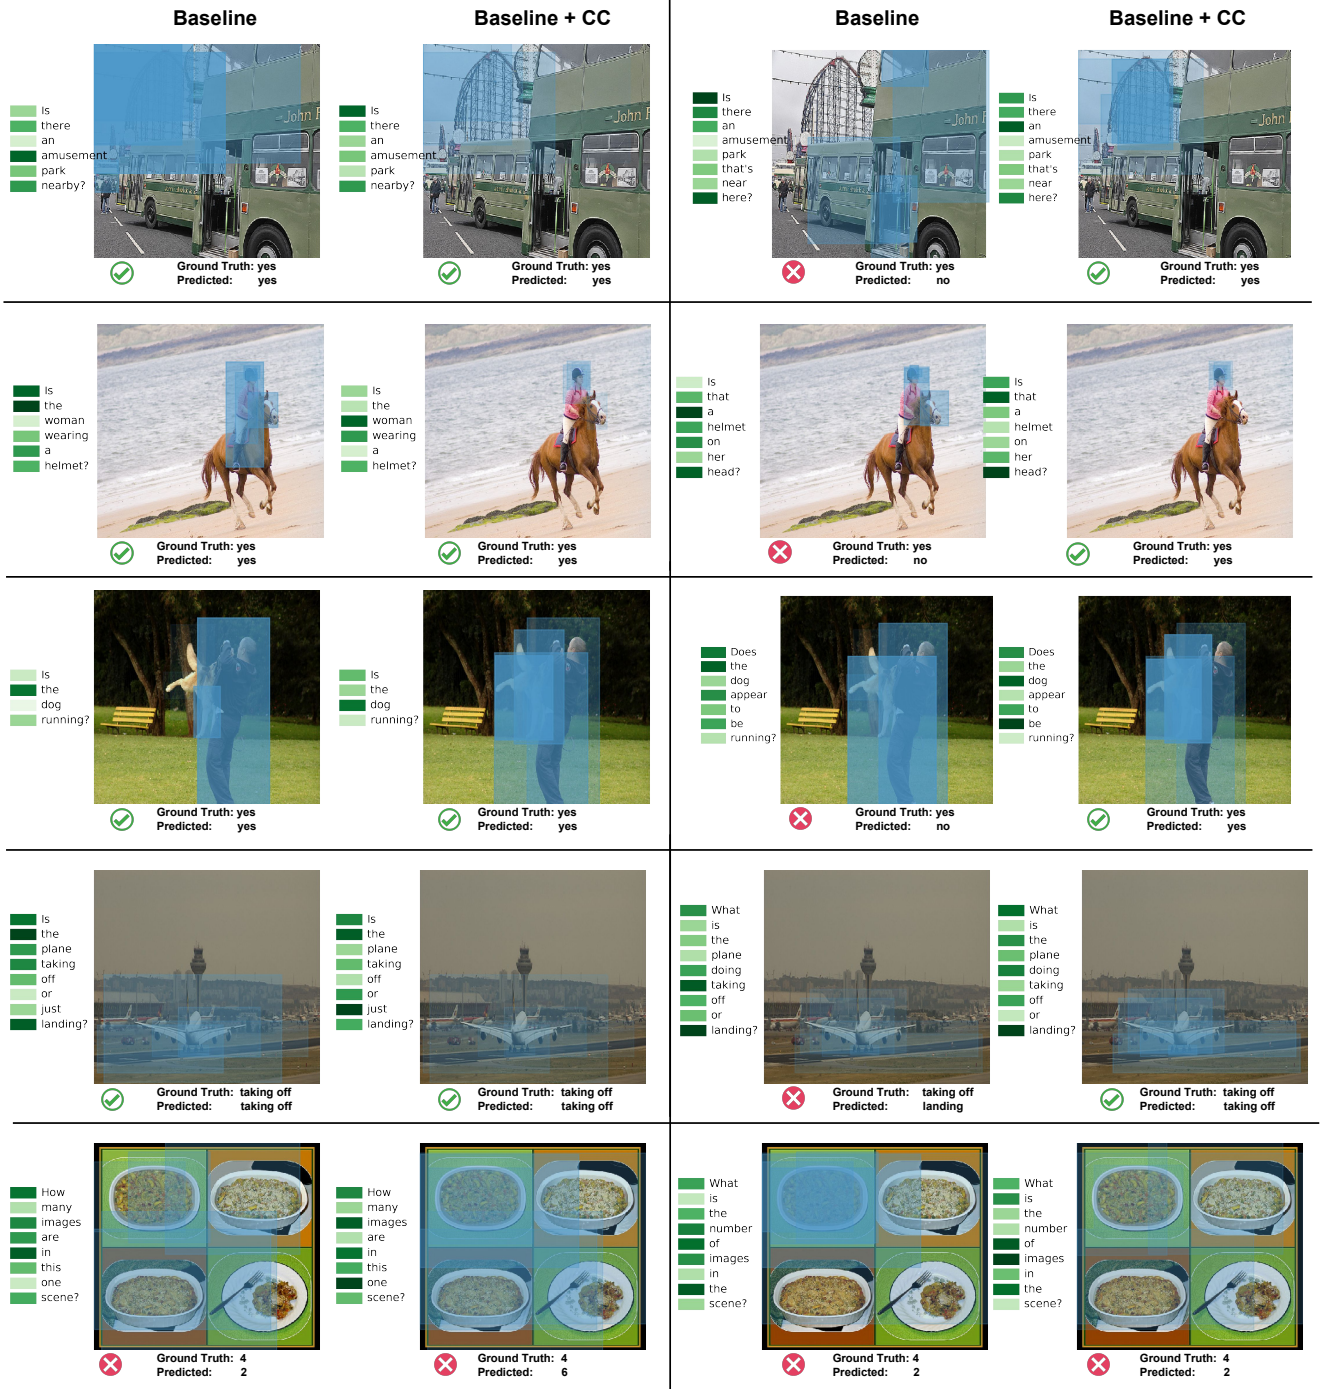 Baseline
Baseline + CC
Baseline
Baseline + CC
Is
there
an
amusement
park
nearby?
John
Ground Truth: yes
Predicted: yes
Is
there
an
amusement
park
nearby?
John
Ground Truth: yes
Predicted: yes
Is
there
an
amusement
park
that's
near
here?
John
Ground Truth: yes
Predicted: no
Is
there
an
amusement
park
that's
near
here?
John
Ground Truth: yes
Predicted: yes
Is
the
woman
wearing
a
helmet?
Ground Truth: yes
Predicted: yes
Is
the
woman
wearing
a
helmet?
Ground Truth: yes
Predicted: yes
Is
that
a
helmet
on
her
head?
Ground Truth: yes
Predicted: no
Is
that
a
helmet
on
her
head?
Ground Truth: yes
Predicted: yes
Is
the
dog
running?
Ground Truth: yes
Predicted: yes
Is
the
dog
running?
Ground Truth: yes
Predicted: yes
Does
the
dog
appear
to
be
running?
Ground Truth: yes
Predicted: no
Does
the
dog
appear
to
be
running?
Ground Truth: yes
Predicted: yes
Is
the
plane
taking
off
or
just
landing?
Ground Truth: taking off
Predicted: taking off
Is
the
plane
taking
off
or
just
landing?
Ground Truth: taking off
Predicted: taking off
What
is
the
plane
doing
taking
off
or
landing?
Ground Truth: taking off
Predicted: landing
What
is
the
plane
doing
taking
off
or
landing?
Ground Truth: taking off
Predicted: taking off
How
many
images
are
in
this
one
scene?
Ground Truth: 4
Predicted: 2
How
many
images
are
in
this
one
scene?
Ground Truth: 4
Predicted: 6
What
is
the
number
of
images
in
the
scene?
Ground Truth: 4
Predicted: 2
What
is
the
number
of
images
in
the
scene?
Ground Truth: 4
Predicted: 2